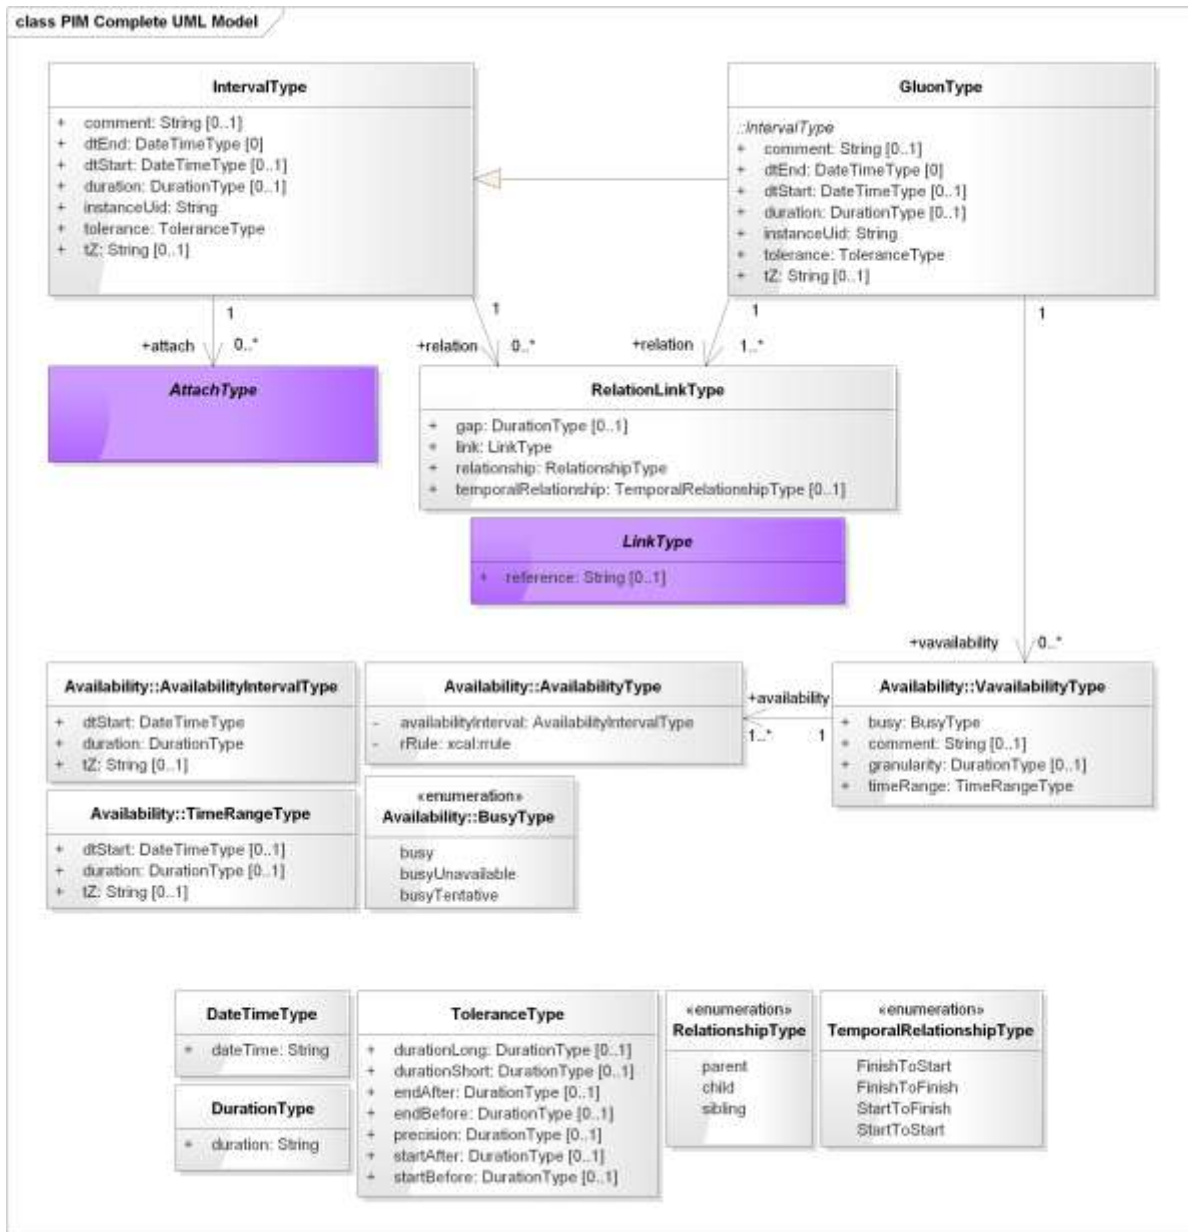 class PIM Complete UML Model
IntervalType
+ comment: String [0..1]
+ dtEnd: DateTimeType [0]
+ dtStart: DateTimeType [0..1]
+ duration: DurationType [0..1]
+ instanceUid: String
+ tolerance: ToleranceType
+ tZ: String [0..1]
GluonType
::IntervalType
+ comment: String [0..1]
+ dtEnd: DateTimeType [0]
+ dtStart: DateTimeType [0..1]
+ duration: DurationType [0..1]
+ instanceUid: String
+ tolerance: ToleranceType
+ tZ: String [0..1]
1
+attach 0..*
1
+relation 0..*
1
+relation 1..*
1
AttachType
RelationLinkType
+ gap: DurationType [0..1]
+ link: LinkType
+ relationship: RelationshipType
+ temporalRelationship: TemporalRelationshipType [0..1]
LinkType
+ reference: String [0..1]
+vavailability 0..*
Availability::AvailabilityIntervalType
+ dtStart: DateTimeType
+ duration: DurationType
+ tZ: String [0..1]
Availability::AvailabilityType
- availabilityInterval: AvailabilityIntervalType
- rRule: xcal:rrule
+availability
1..* 1
Availability::VavailabilityType
+ busy: BusyType
+ comment: String [0..1]
+ granularity: DurationType [0..1]
+ timeRange: TimeRangeType
Availability::TimeRangeType
+ dtStart: DateTimeType [0..1]
+ duration: DurationType [0..1]
+ tZ: String [0..1]
«enumeration»
Availability::BusyType
busy
busyUnavailable
busyTentative
DateTimeType
+ dateTime: String
DurationType
+ duration: String
ToleranceType
+ durationLong: DurationType [0..1]
+ durationShort: DurationType [0..1]
+ endAfter: DurationType [0..1]
+ endBefore: DurationType [0..1]
+ precision: DurationType [0..1]
+ startAfter: DurationType [0..1]
+ startBefore: DurationType [0..1]
«enumeration»
RelationshipType
parent
child
sibling
«enumeration»
TemporalRelationshipType
FinishToStart
FinishToFinish
StartToFinish
StartToStart